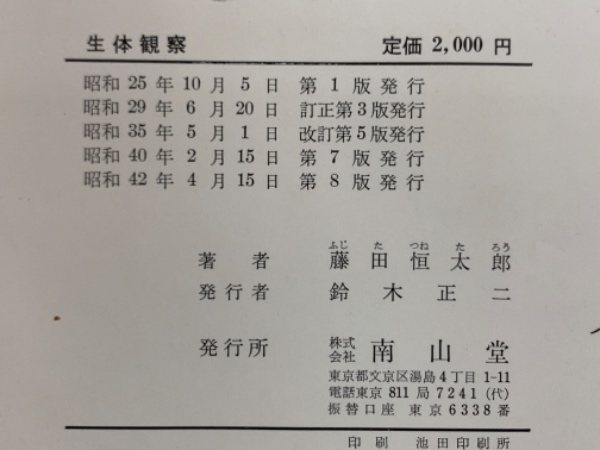 生体観察 定価 2,000 円
昭和 25 年 10 月 5 日 第 1 版発行
昭和 29 年 6 月 20 日 訂正第3版発行
昭和 35 年 5 月 1 日 改訂第5版発行
昭和 40 年 2 月 15 日 第 7 版発行
昭和 42 年 4 月 15 日 第 8 版発行
ふじ た つね た ろう
著者 藤田恒太郎
発行者 鈴木正二
発行所 株式会社 南山堂
東京都文京区湯島4丁目 1-11
電話東京 811 局 7241 (代)
振替口座 東京 6338 番
印刷 池田印刷所